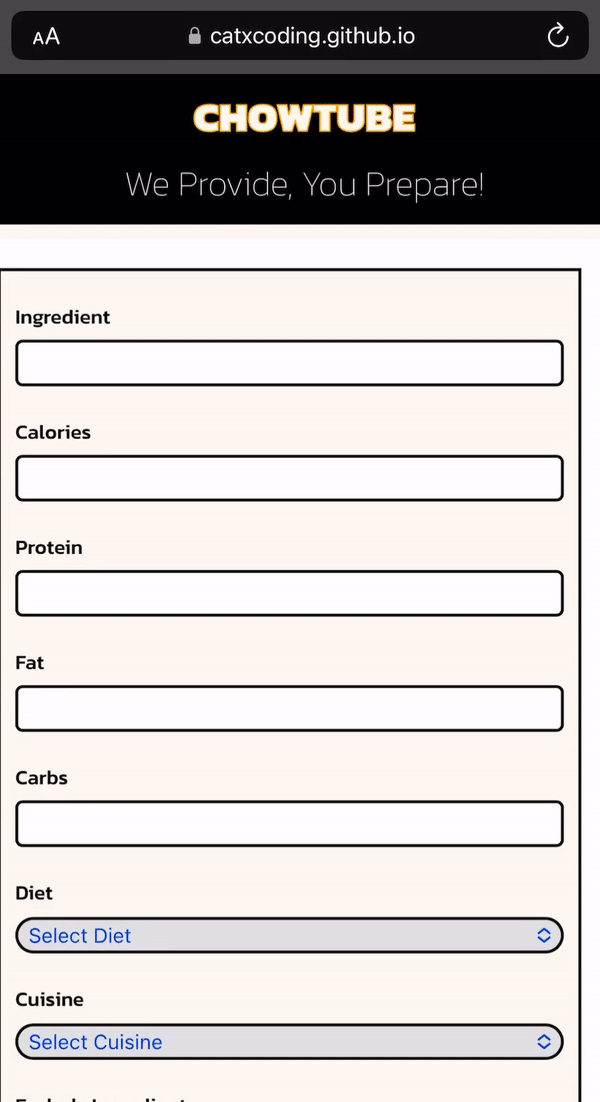 AA catxcoding.github.io
CHOWTUBE
We Provide, You Prepare!
Ingredient
Calories
Protein
Fat
Carbs
Diet
Select Diet
Cuisine
Select Cuisine